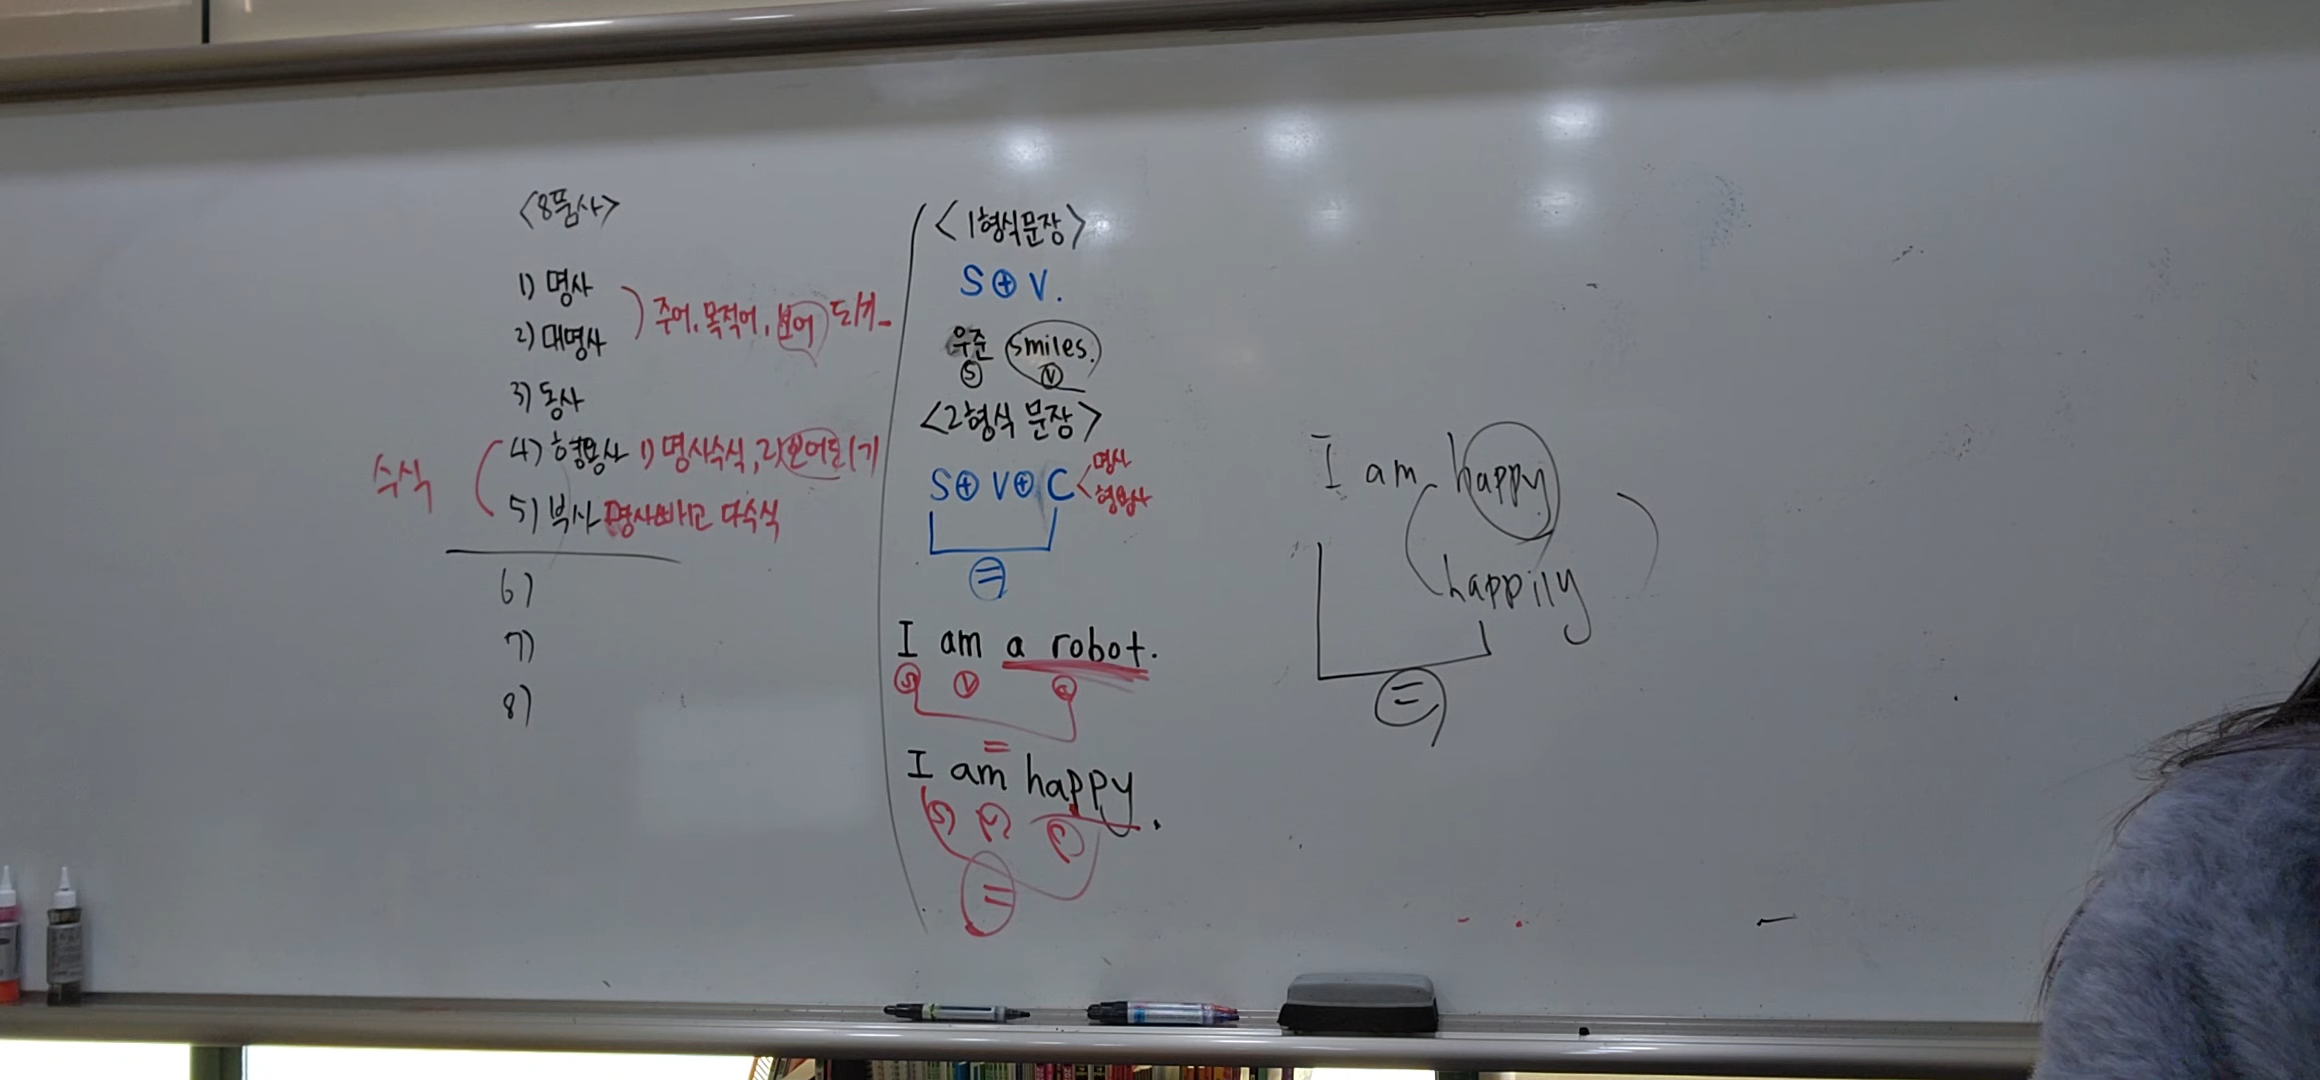 <8품사>
1) 명사
2) 대명사
주어, 목적어, 보어 되기
3) 동사
수식
4) 형용사 1) 명사수식, 2) 보어되기
5) 부사 명사빼고 다수식
6)
7)
8)
<1형식문장>
S ⊕ V.
우준 smiles.
S V
<2형식 문장>
S ⊕ V ⊕ C
명사
형용사
=
I am a robot.
S V C
=
I am happy.
S V C
=
I am happy
happily
=